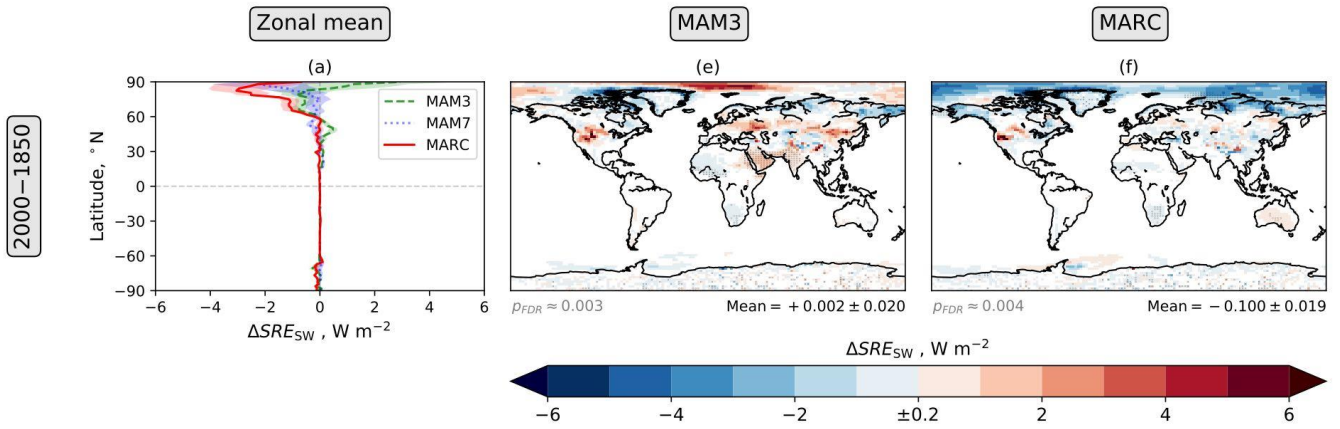 Zonal mean
MAM3
MARC
2000−1850
(a)
90
60
30
0
−30
−60
−90
Latitude, ° N
MAM3
MAM7
MARC
−6 −4 −2 0 2 4 6
ΔSRE_SW , W m⁻²
(e)
p_FDR ≈ 0.003
Mean = +0.002 ± 0.020
(f)
p_FDR ≈ 0.004
Mean = −0.100 ± 0.019
ΔSRE_SW , W m⁻²
−6 −4 −2 ±0.2 2 4 6